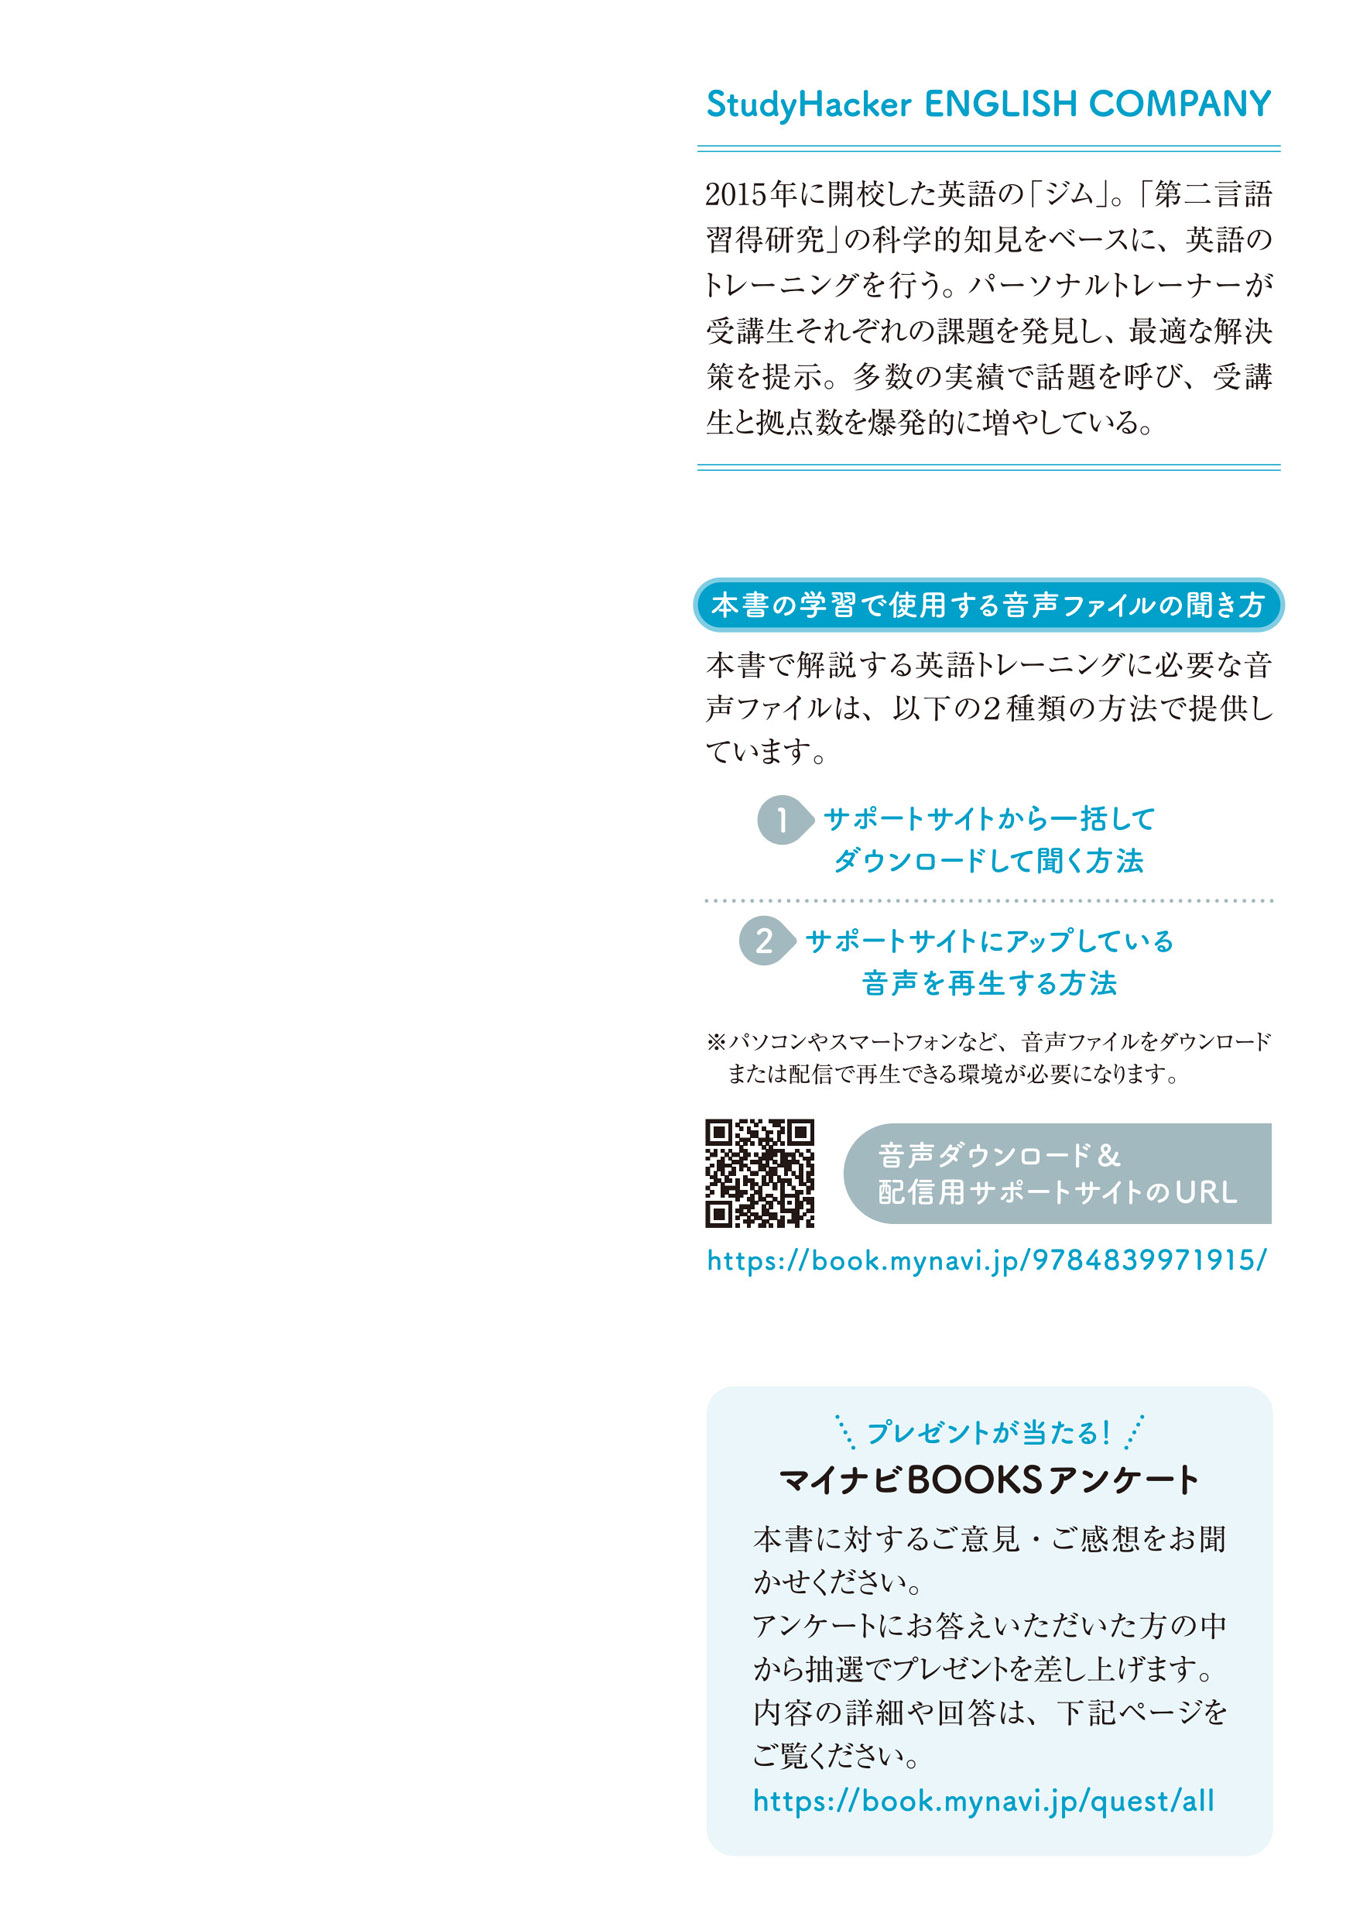 StudyHacker ENGLISH COMPANY
2015年に開校した英語の「ジム」。「第二言語
習得研究」の科学的知見をベースに、英語の
トレーニングを行う。パーソナルトレーナーが
受講生それぞれの課題を発見し、最適な解決
策を提示。多数の実績で話題を呼び、受講
生と拠点数を爆発的に増やしている。
本書の学習で使用する音声ファイルの聞き方
本書で解説する英語トレーニングに必要な音
声ファイルは、以下の2種類の方法で提供し
ています。
1 サポートサイトから一括して
ダウンロードして聞く方法
2 サポートサイトにアップしている
音声を再生する方法
※パソコンやスマートフォンなど、音声ファイルをダウンロード
または配信で再生できる環境が必要になります。
音声ダウンロード&
配信用サポートサイトのURL
https://book.mynavi.jp/9784839971915/
プレゼントが当たる!
マイナビBOOKSアンケート
本書に対するご意見・ご感想をお聞
かせください。
アンケートにお答えいただいた方の中
から抽選でプレゼントを差し上げます。
内容の詳細や回答は、下記ページを
ご覧ください。
https://book.mynavi.jp/quest/all